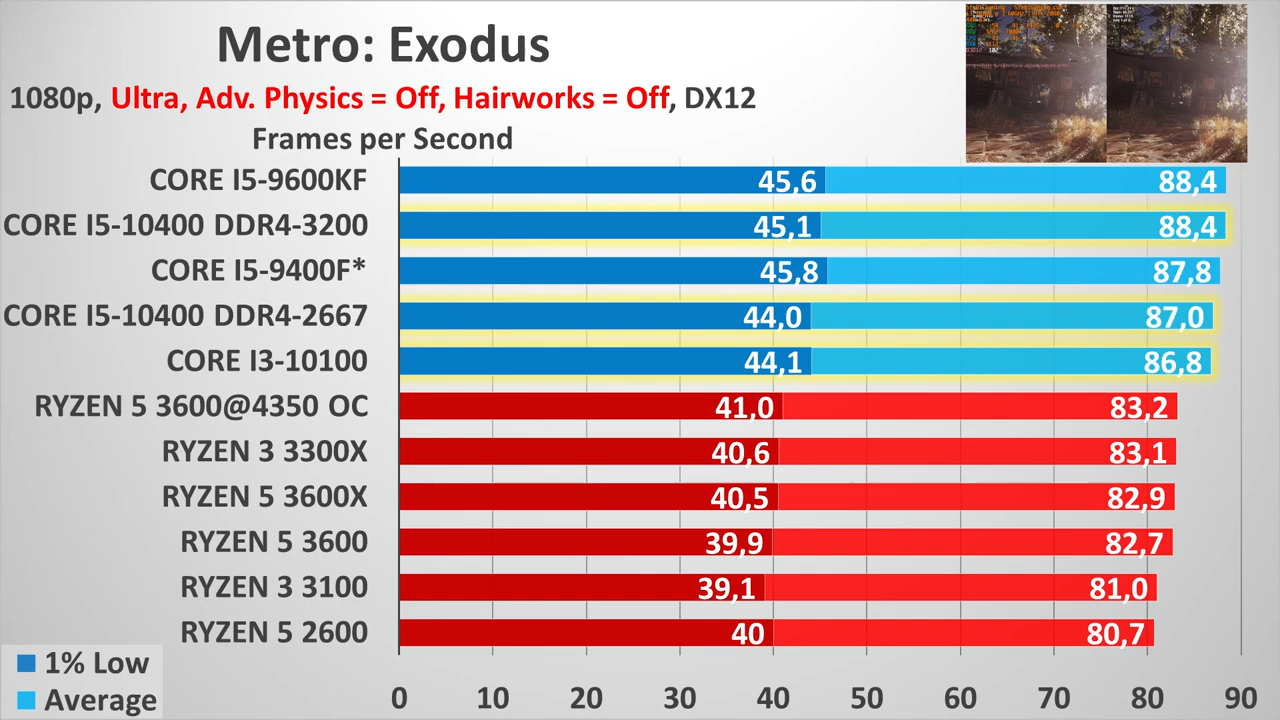 Metro: Exodus
1080p, Ultra, Adv. Physics = Off, Hairworks = Off, DX12
Frames per Second
CORE I5-9600KF 45,6 88,4
CORE I5-10400 DDR4-3200 45,1 88,4
CORE I5-9400F* 45,8 87,8
CORE I5-10400 DDR4-2667 44,0 87,0
CORE I3-10100 44,1 86,8
RYZEN 5 3600@4350 OC 41,0 83,2
RYZEN 3 3300X 40,6 83,1
RYZEN 5 3600X 40,5 82,9
RYZEN 5 3600 39,9 82,7
RYZEN 3 3100 39,1 81,0
RYZEN 5 2600 40 80,7
1% Low
Average
0 10 20 30 40 50 60 70 80 90